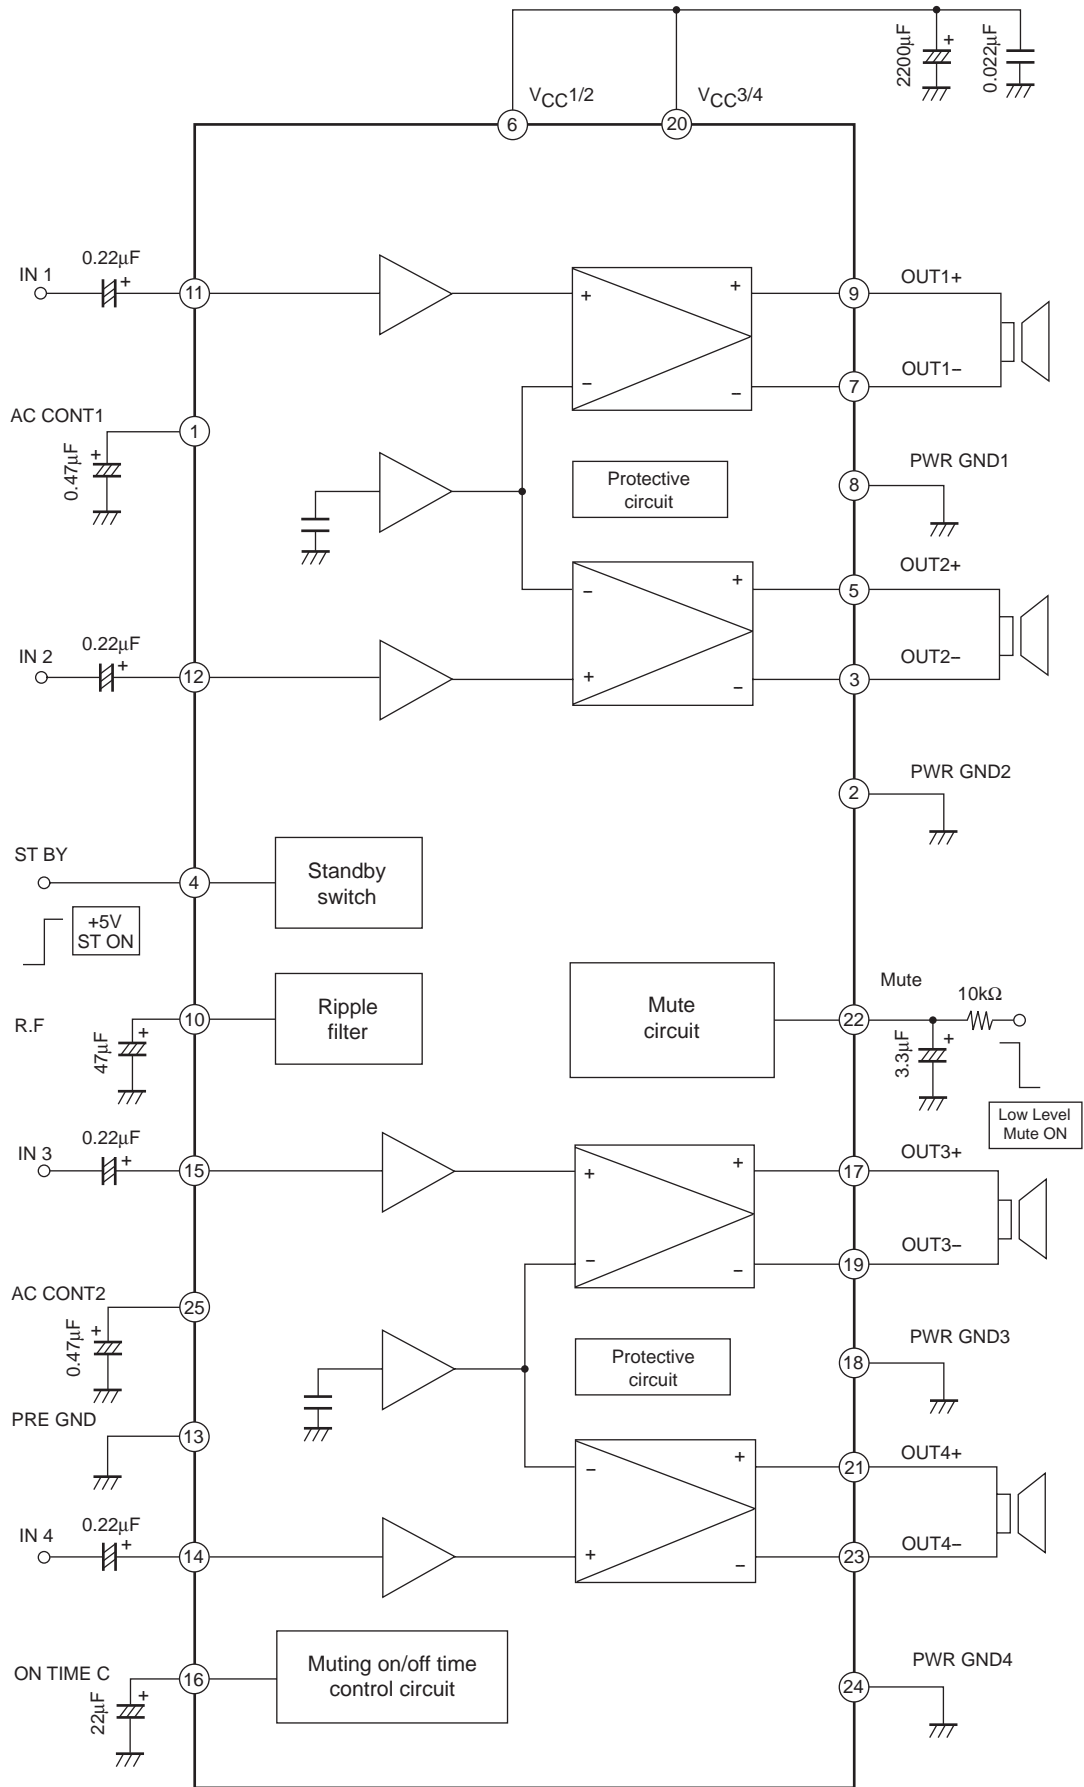 2200µF
+
0.022µF
VCC1/2
VCC3/4
6
20
IN 1
0.22µF
+
11
+
−
+
−
9
OUT1+
7
OUT1−
AC CONT1
1
+
0.47µF
Protective
circuit
PWR GND1
8
IN 2
0.22µF
+
12
−
+
+
−
5
OUT2+
OUT2−
3
PWR GND2
2
ST BY
4
Standby
switch
+5V
ST ON
R.F
10
+
47µF
Ripple
filter
Mute
circuit
Mute
22
10kΩ
+
3.3µF
Low Level
Mute ON
IN 3
0.22µF
+
15
+
−
+
−
17
OUT3+
OUT3−
19
AC CONT2
25
+
0.47µF
Protective
circuit
PWR GND3
18
PRE GND
13
IN 4
0.22µF
+
14
−
+
+
−
21
OUT4+
OUT4−
23
ON TIME C
16
+
22µF
Muting on/off time
control circuit
PWR GND4
24